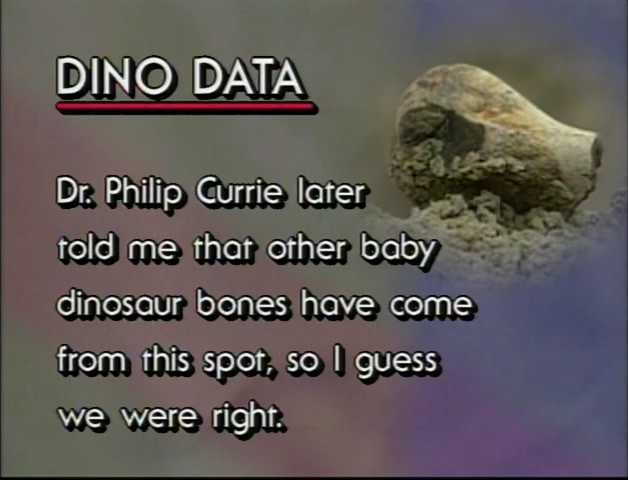 DINO DATA
Dr. Philip Currie later
told me that other baby
dinosaur bones have come
from this spot, so I guess
we were right.